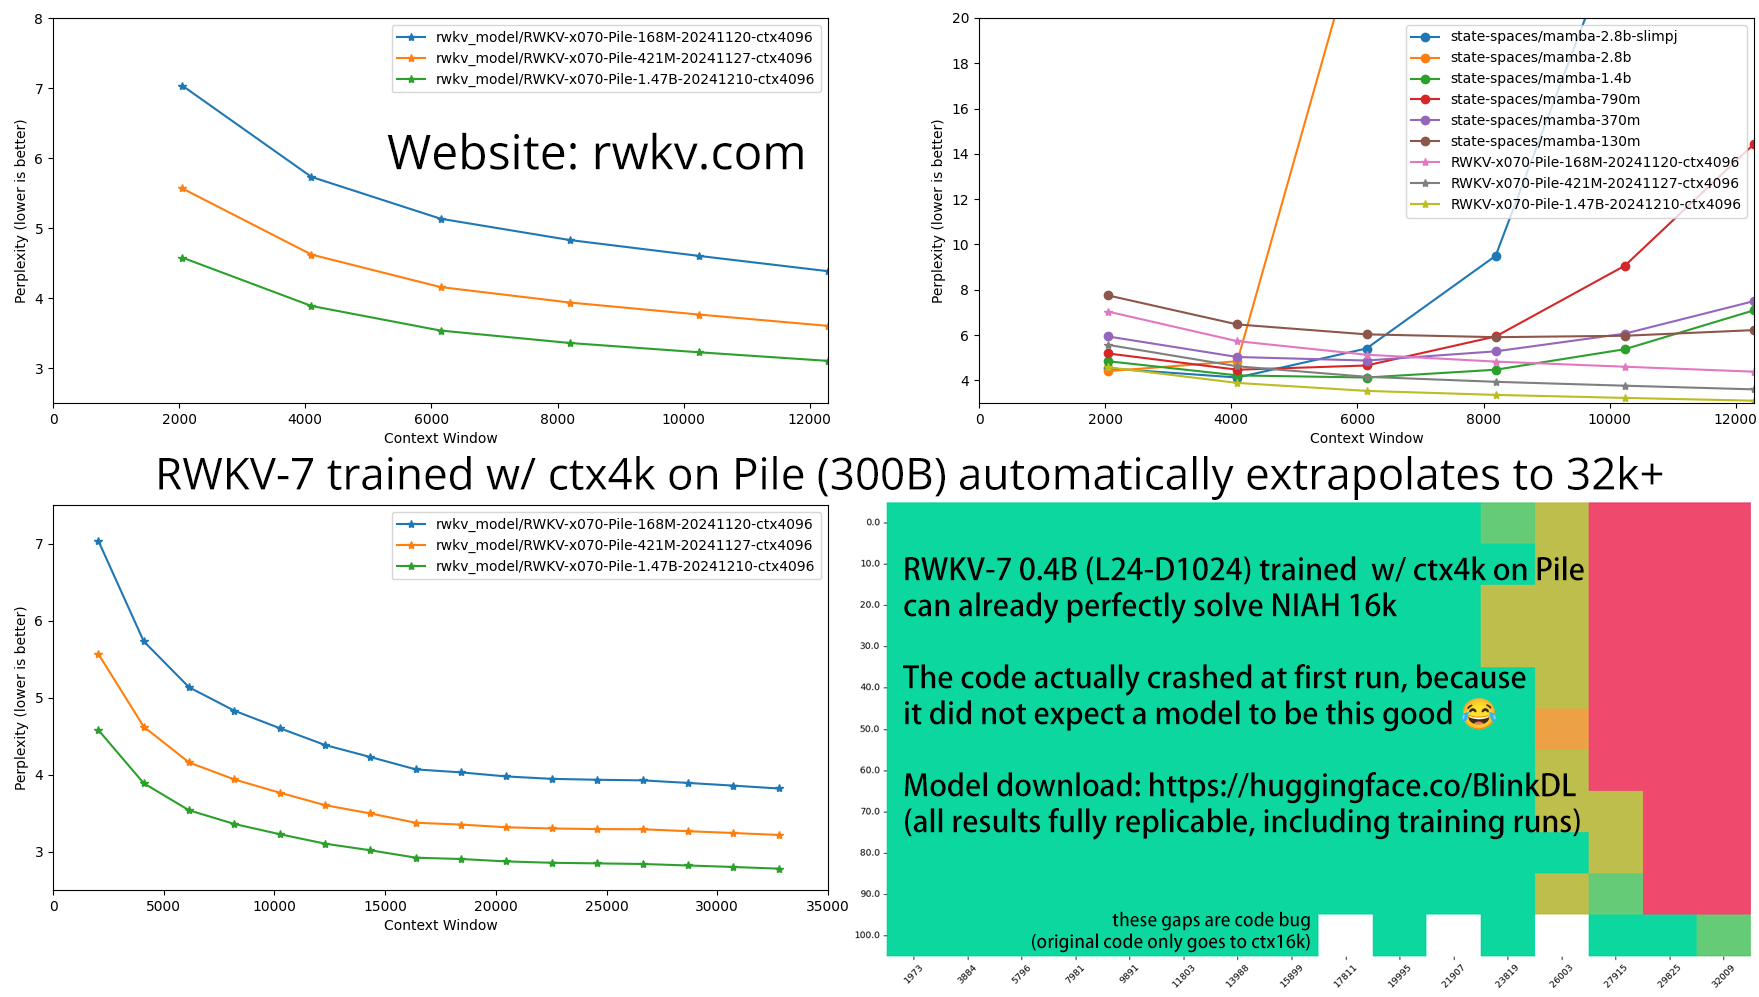 8
7
6
5
4
3
Perplexity (lower is better)
rwkv_model/RWKV-x070-Pile-168M-20241120-ctx4096
rwkv_model/RWKV-x070-Pile-421M-20241127-ctx4096
rwkv_model/RWKV-x070-Pile-1.47B-20241210-ctx4096
Website: rwkv.com
0 2000 4000 6000 8000 10000 12000
Context Window
20
18
16
14
12
10
8
6
4
Perplexity (lower is better)
state-spaces/mamba-2.8b-slimpj
state-spaces/mamba-2.8b
state-spaces/mamba-1.4b
state-spaces/mamba-790m
state-spaces/mamba-370m
state-spaces/mamba-130m
RWKV-x070-Pile-168M-20241120-ctx4096
RWKV-x070-Pile-421M-20241127-ctx4096
RWKV-x070-Pile-1.47B-20241210-ctx4096
0 2000 4000 6000 8000 10000 12000
Context Window
RWKV-7 trained w/ ctx4k on Pile (300B) automatically extrapolates to 32k+
7
6
5
4
3
Perplexity (lower is better)
rwkv_model/RWKV-x070-Pile-168M-20241120-ctx4096
rwkv_model/RWKV-x070-Pile-421M-20241127-ctx4096
rwkv_model/RWKV-x070-Pile-1.47B-20241210-ctx4096
0 5000 10000 15000 20000 25000 30000 35000
Context Window
0.0
10.0
20.0
30.0
40.0
50.0
60.0
70.0
80.0
90.0
100.0
RWKV-7 0.4B (L24-D1024) trained w/ ctx4k on Pile
can already perfectly solve NIAH 16k
The code actually crashed at first run, because
it did not expect a model to be this good 😂
Model download: https://huggingface.co/BlinkDL
(all results fully replicable, including training runs)
these gaps are code bug
(original code only goes to ctx16k)
1973 3884 5796 7981 9891 11803 13988 15899 17811 19995 21907 23819 26003 27915 29825 32009